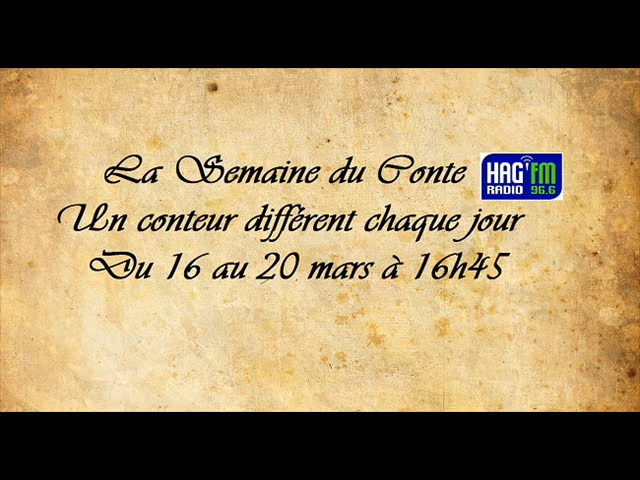 La Semaine du Conte
HAG'FM
RADIO 96.6
Un conteur différent chaque jour
Du 16 au 20 mars à 16h45